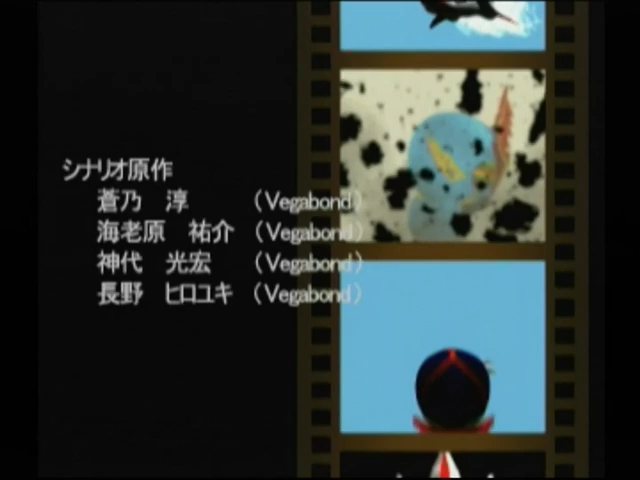 シナリオ原作
蒼乃　淳　（Vegabond）
海老原　祐介　（Vegabond）
神代　光宏　（Vegabond）
長野　ヒロユキ　（Vegabond）